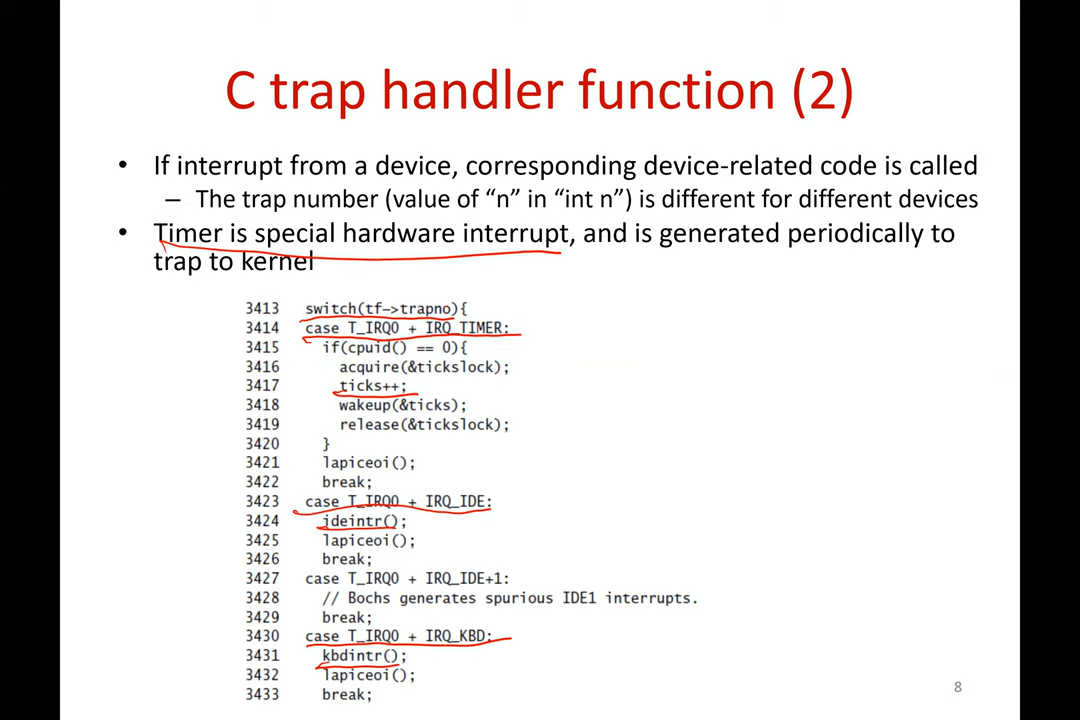 C trap handler function (2)
• If interrupt from a device, corresponding device-related code is called
– The trap number (value of “n” in “int n”) is different for different devices
• Timer is special hardware interrupt, and is generated periodically to
trap to kernel
3413 switch(tf->trapno){
3414 case T_IRQ0 + IRQ_TIMER:
3415 if(cpuid() == 0){
3416 acquire(&tickslock);
3417 ticks++;
3418 wakeup(&ticks);
3419 release(&tickslock);
3420 }
3421 lapiceoi();
3422 break;
3423 case T_IRQ0 + IRQ_IDE:
3424 ideintr();
3425 lapiceoi();
3426 break;
3427 case T_IRQ0 + IRQ_IDE+1:
3428 // Bochs generates spurious IDE1 interrupts.
3429 break;
3430 case T_IRQ0 + IRQ_KBD:
3431 kbdintr();
3432 lapiceoi();
3433 break;
8